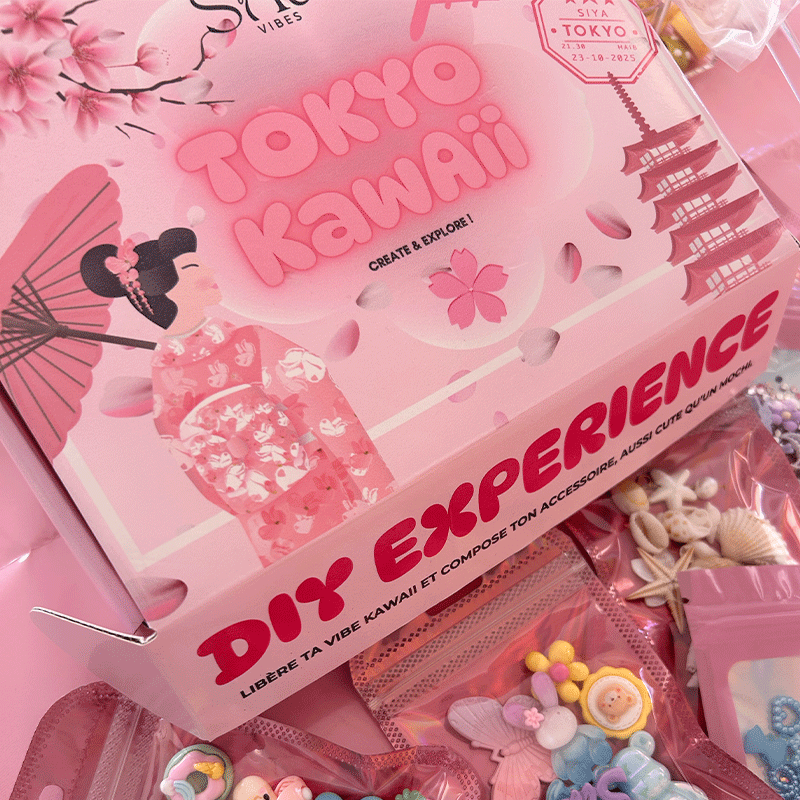 VIBES
SIYA
TOKYO
21.30
23-10-2025
TOKYO
KAWAii
CREATE & EXPLORE !
DIY EXPERIENCE
LIBÈRE TA VIBE KAWAII ET COMPOSE TON ACCESSOIRE, AUSSI CUTE QU'UN MOCHI.